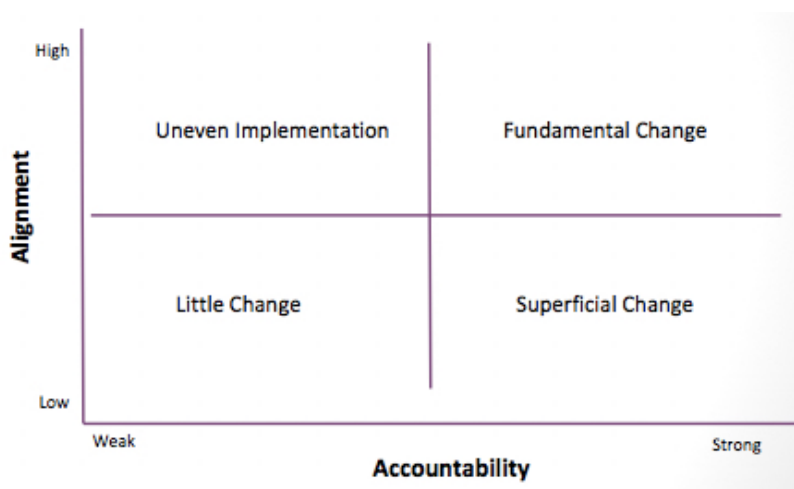 High
Uneven Implementation
Fundamental Change
Alignment
Little Change
Superficial Change
Low
Weak
Strong
Accountability